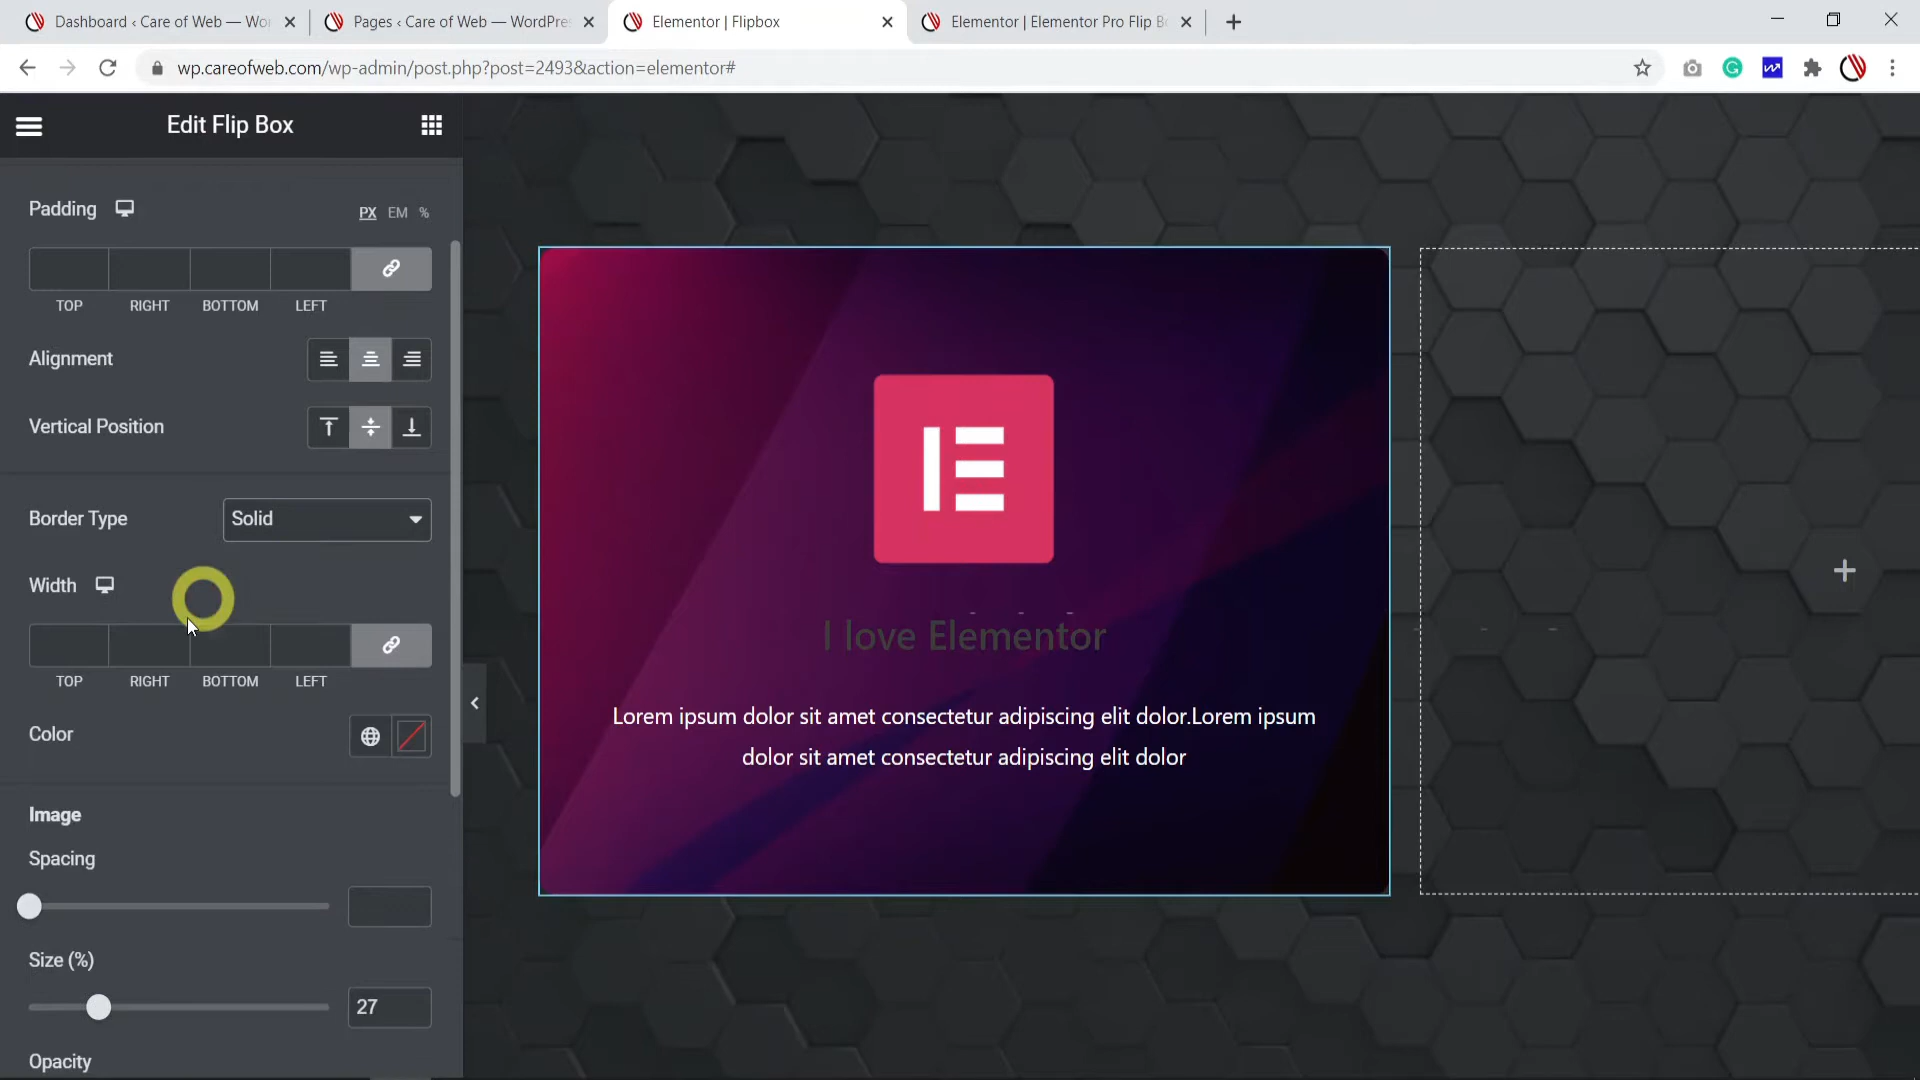 Dashboard ‹ Care of Web — Wo
Pages ‹ Care of Web — WordPre
Elementor | Flipbox
Elementor | Elementor Pro Flip B
wp.careofweb.com/wp-admin/post.php?post=2493&action=elementor#
Edit Flip Box
Padding
PX EM %
TOP RIGHT BOTTOM LEFT
Alignment
Vertical Position
Border Type
Solid
Width
TOP RIGHT BOTTOM LEFT
Color
Image
Spacing
Size (%)
27
Opacity
I love Elementor
Lorem ipsum dolor sit amet consectetur adipiscing elit dolor.Lorem ipsum
dolor sit amet consectetur adipiscing elit dolor